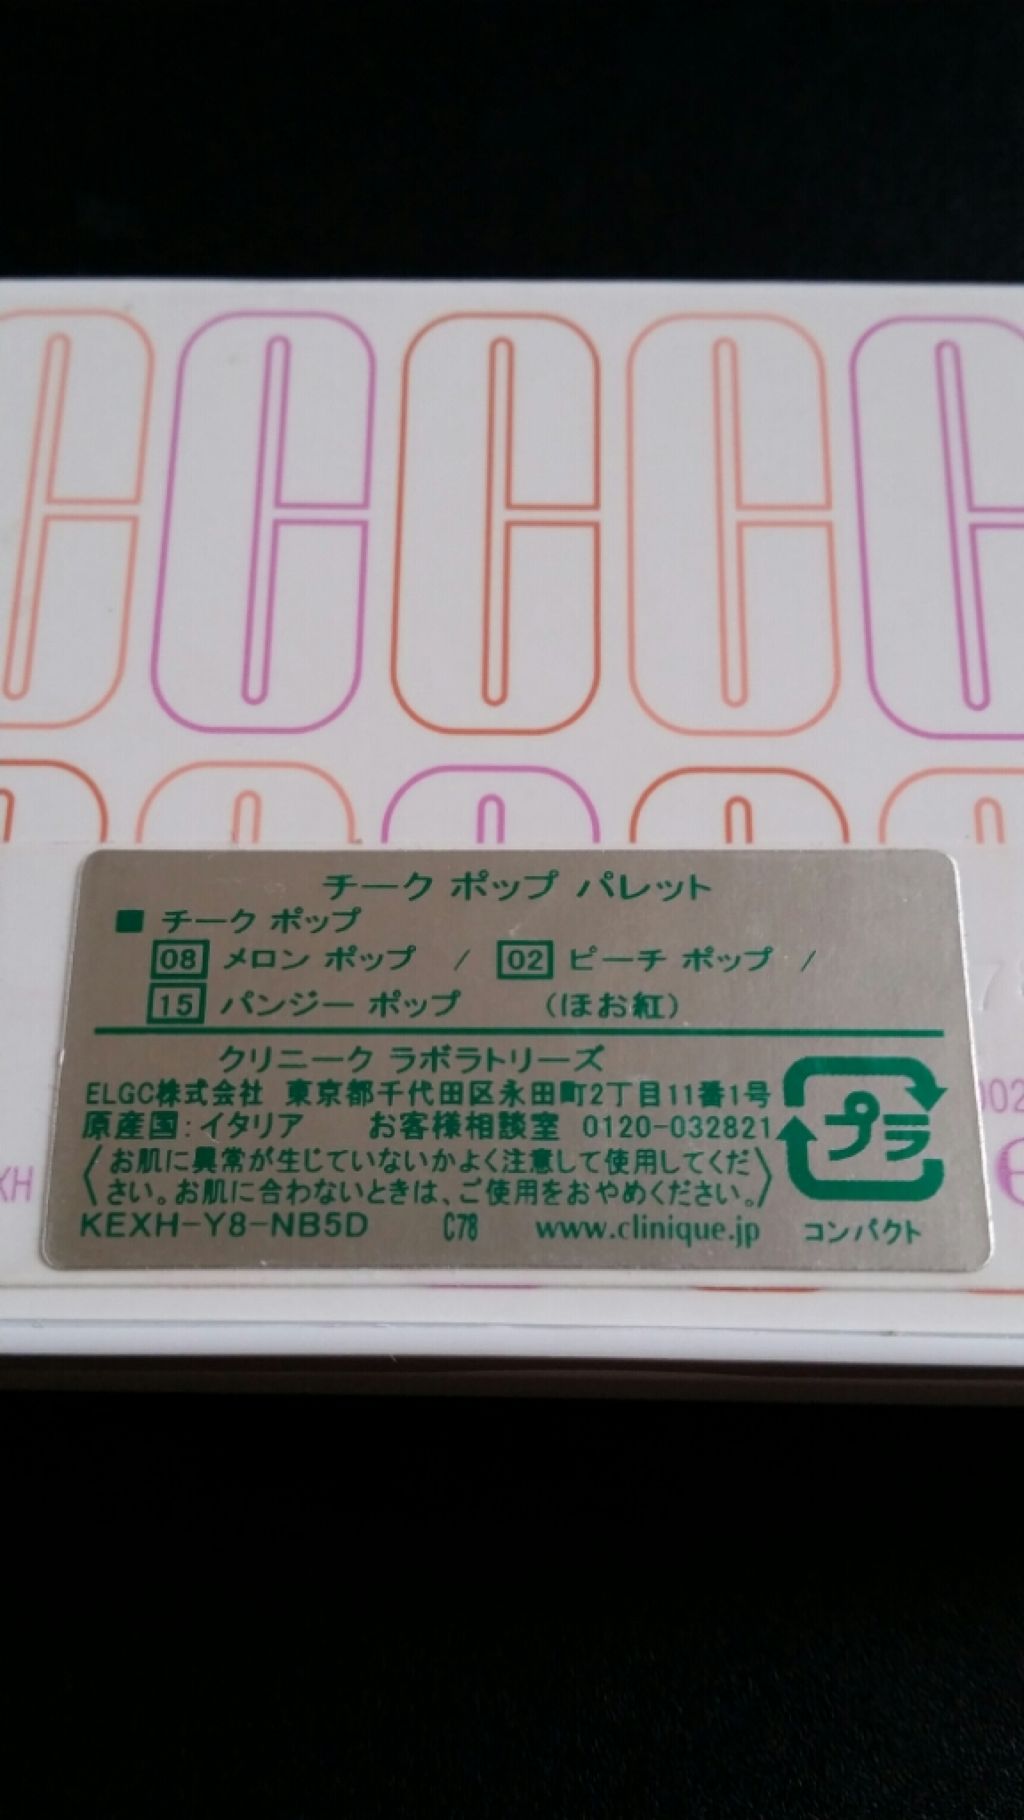 チーク ポップ パレット
■ チーク ポップ
08 メロン ポップ / 02 ピーチ ポップ /
15 パンジー ポップ (ほお紅)
クリニーク ラボラトリーズ
ELGC株式会社 東京都千代田区永田町2丁目11番1号
原産国:イタリア お客様相談室 0120-032821
〈お肌に異常が生じていないかよく注意して使用してくだ
さい。お肌に合わないときは、ご使用をおやめください。〉
KEXH-Y8-NB5D C78 www.clinique.jp
プラ
コンパクト
XH
002